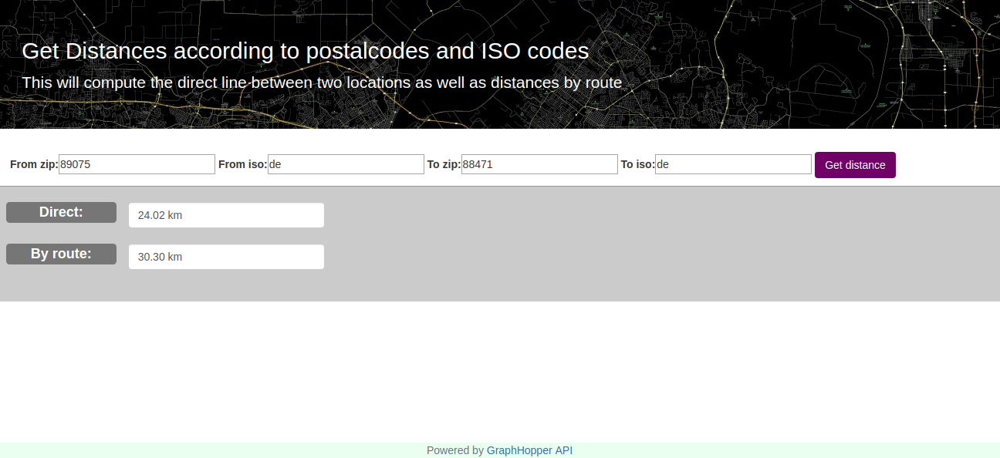 Get Distances according to postalcodes and ISO codes
This will compute the direct line between two locations as well as distances by route
From zip: 89075 From iso: de To zip: 88471 To iso: de Get distance
Direct: 24.02 km
By route: 30.30 km
Powered by GraphHopper API